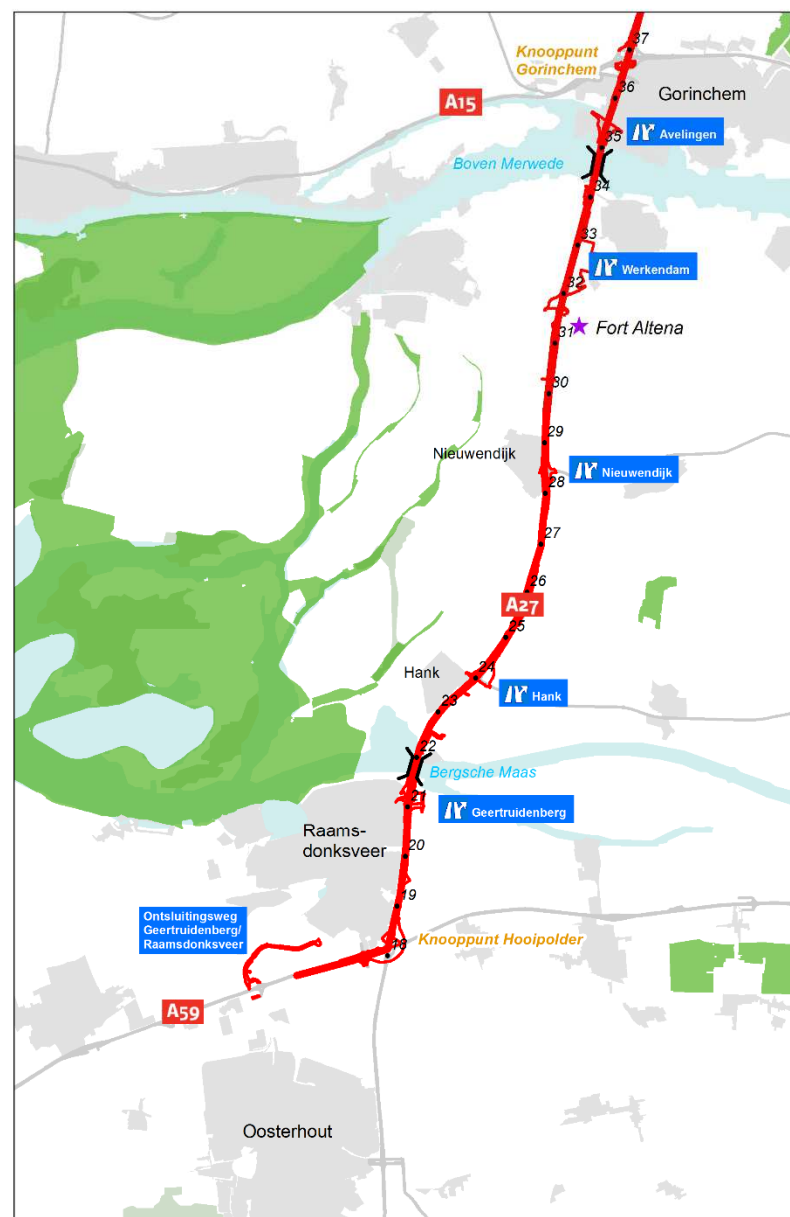 37
Knooppunt
Gorinchem
36
Gorinchem
A15
35
Avelingen
Boven Merwede
34
33
Werkendam
32
31
Fort Altena
30
29
Nieuwendijk
Nieuwendijk
28
27
26
A27
25
Hank
24
Hank
23
22
Bergsche Maas
21
Geertruidenberg
Raams-
donksveer
20
19
Ontsluitingsweg
Geertruidenberg/
Raamsdonksveer
Knooppunt Hooipolder
18
A59
Oosterhout